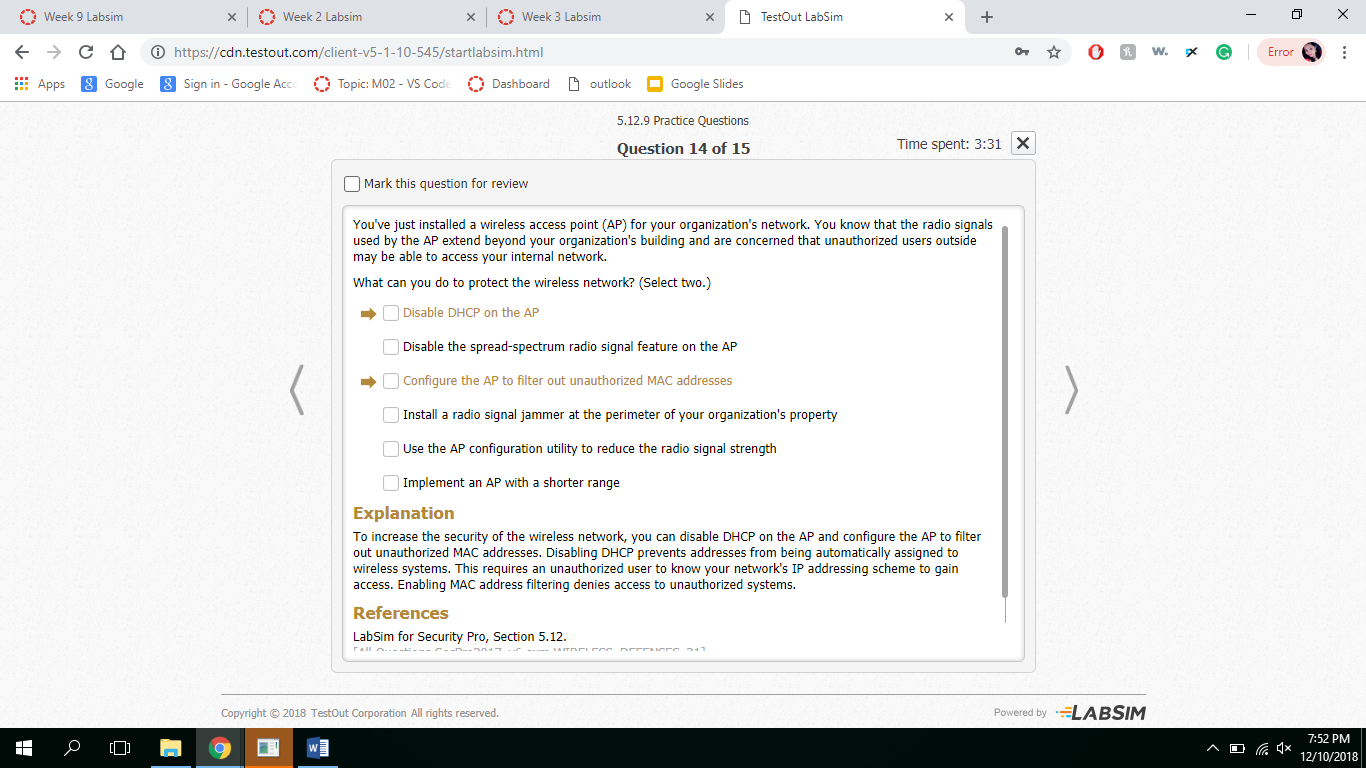 Week 9 Labsim
Week 2 Labsim
Week 3 Labsim
TestOut LabSim
https://cdn.testout.com/client-v5-1-10-545/startlabsim.html
Error
Apps
Google
Sign in - Google Acco
Topic: M02 - VS Code
Dashboard
outlook
Google Slides
5.12.9 Practice Questions
Question 14 of 15
Time spent: 3:31
Mark this question for review
You've just installed a wireless access point (AP) for your organization's network. You know that the radio signals
used by the AP extend beyond your organization's building and are concerned that unauthorized users outside
may be able to access your internal network.
What can you do to protect the wireless network? (Select two.)
Disable DHCP on the AP
Disable the spread-spectrum radio signal feature on the AP
Configure the AP to filter out unauthorized MAC addresses
Install a radio signal jammer at the perimeter of your organization's property
Use the AP configuration utility to reduce the radio signal strength
Implement an AP with a shorter range
Explanation
To increase the security of the wireless network, you can disable DHCP on the AP and configure the AP to filter
out unauthorized MAC addresses. Disabling DHCP prevents addresses from being automatically assigned to
wireless systems. This requires an unauthorized user to know your network's IP addressing scheme to gain
access. Enabling MAC address filtering denies access to unauthorized systems.
References
LabSim for Security Pro, Section 5.12.
Copyright © 2018 TestOut Corporation All rights reserved.
Powered by LABSIM
7:52 PM
12/10/2018